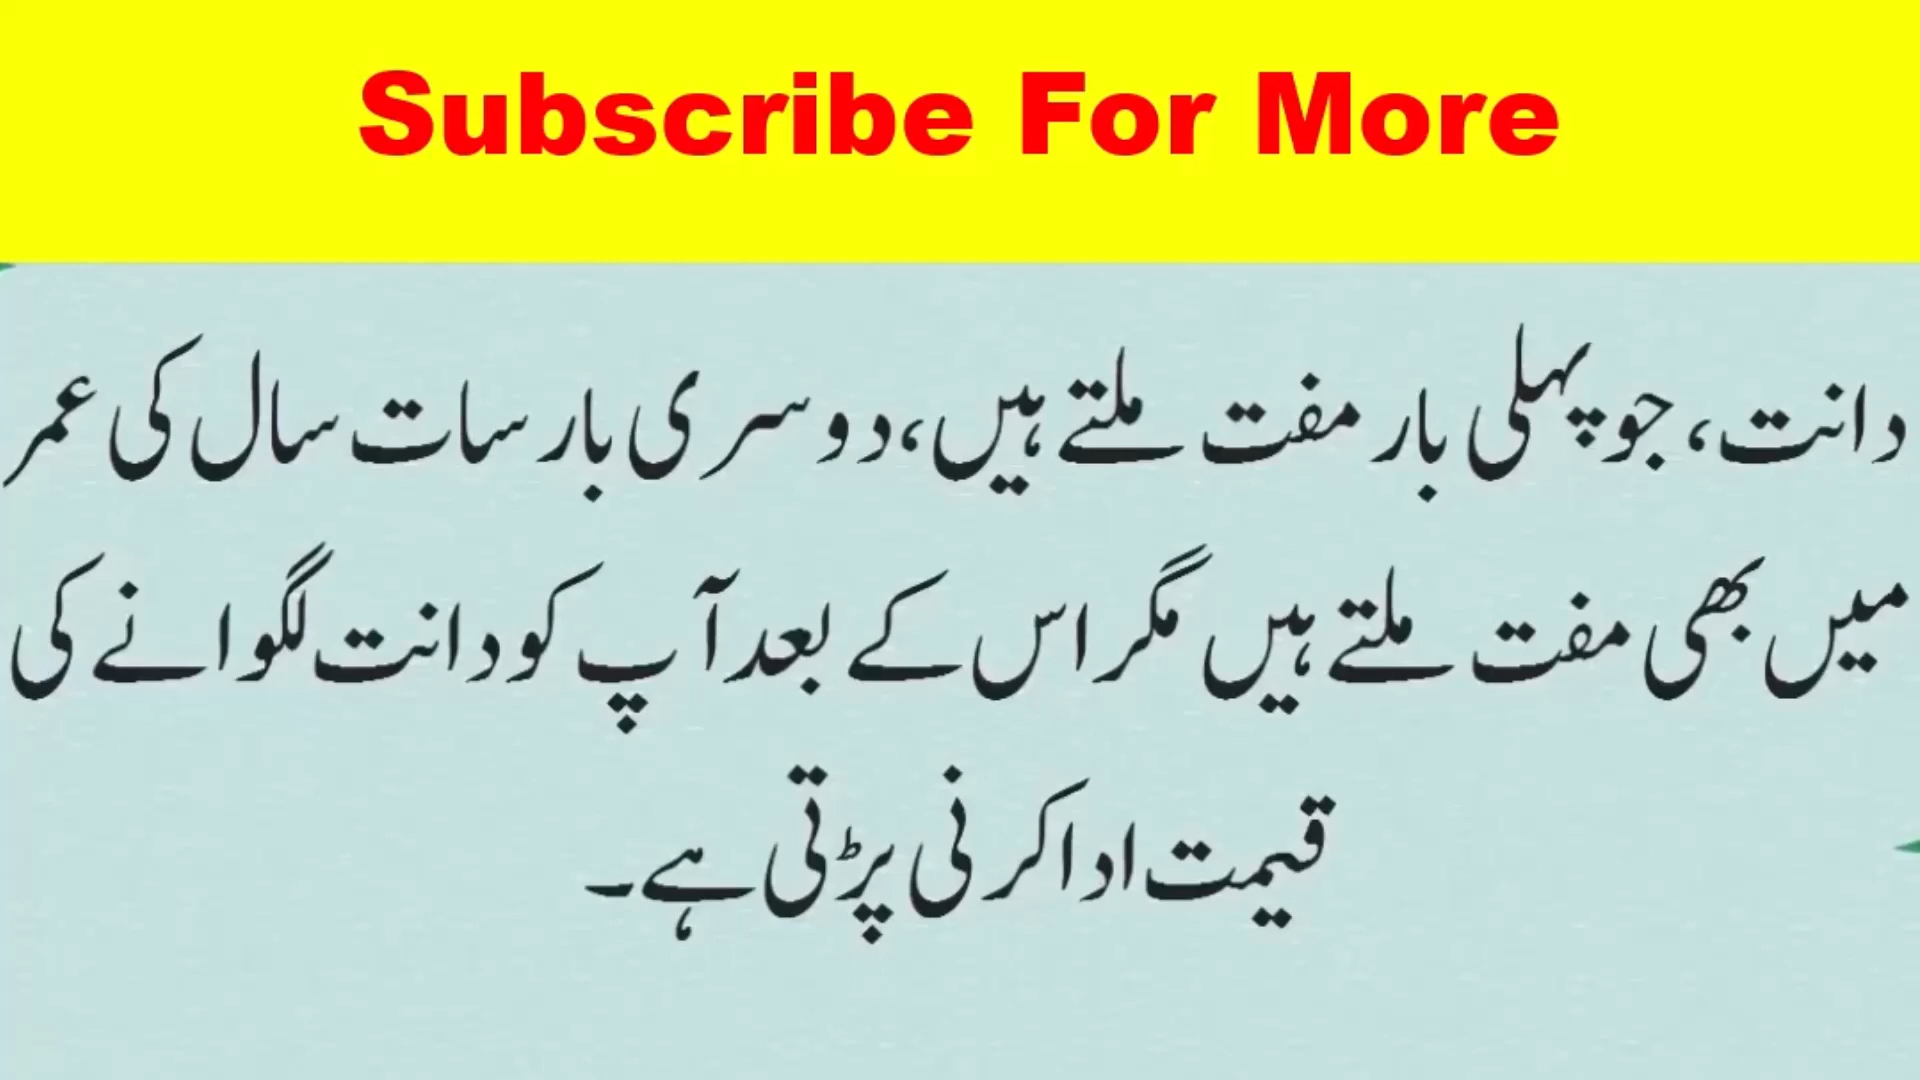 Subscribe For More
دانت، جو پہلی بار مفت ملتے ہیں، دوسری بار سات سال کی عمر
میں بھی مفت ملتے ہیں مگر اس کے بعد آپ کو دانت لگوانے کی
قیمت ادا کرنی پڑتی ہے۔